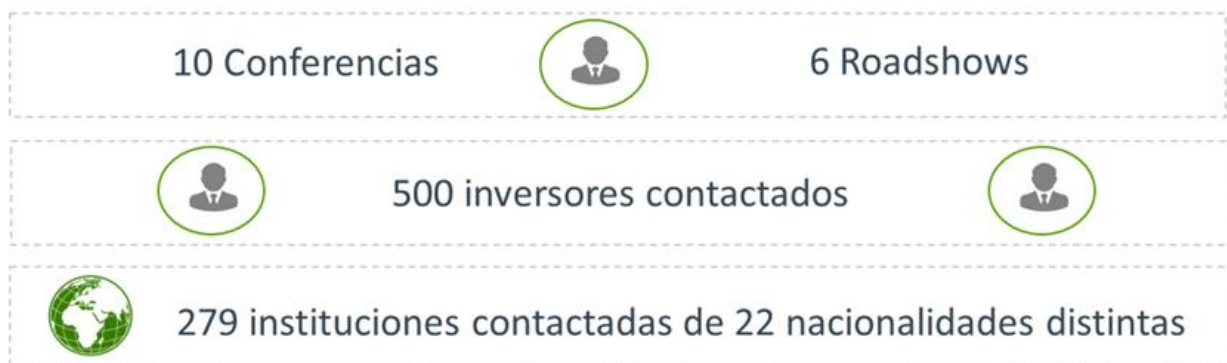 10 Conferencias
6 Roadshows
500 inversores contactados
279 instituciones contactadas de 22 nacionalidades distintas